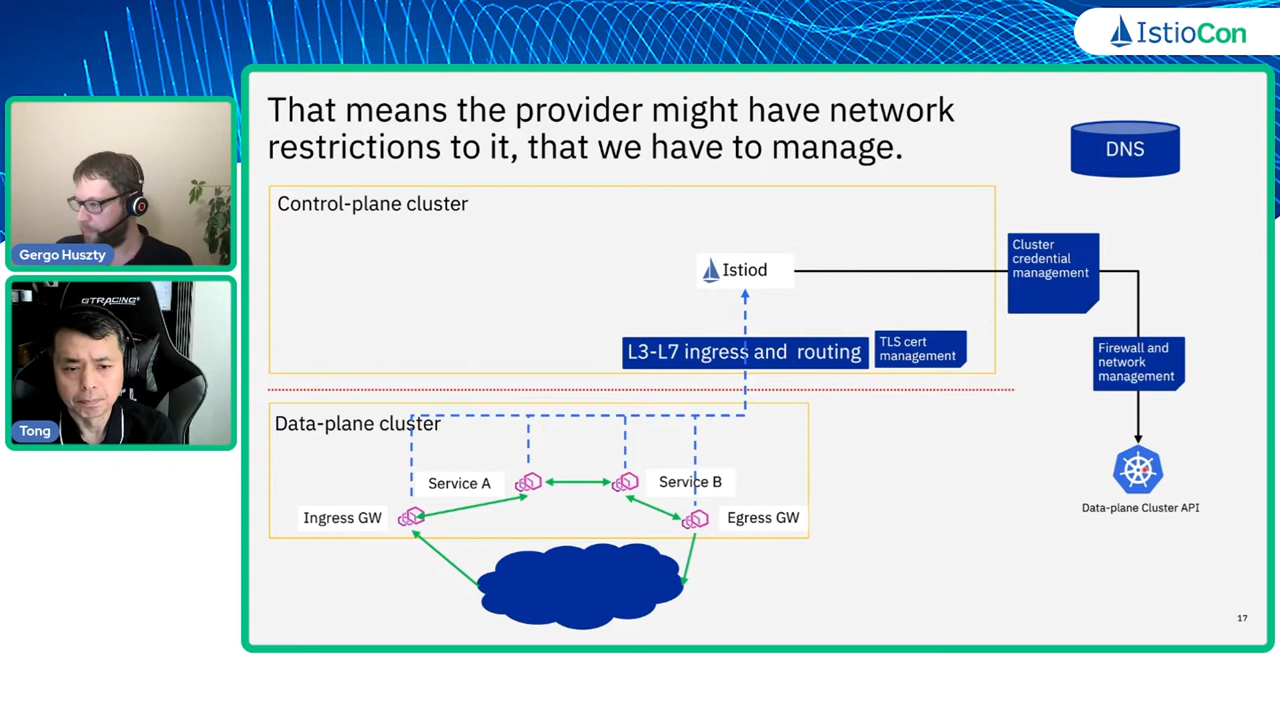 IstioCon
That means the provider might have network
restrictions to it, that we have to manage.
DNS
Control-plane cluster
Istiod
Cluster
credential
management
L3-L7 ingress and routing
TLS cert
management
Firewall and
network
management
Data-plane cluster
Service A
Service B
Ingress GW
Egress GW
Data-plane Cluster API
17
Gergo Huszty
GTRACING
Tong